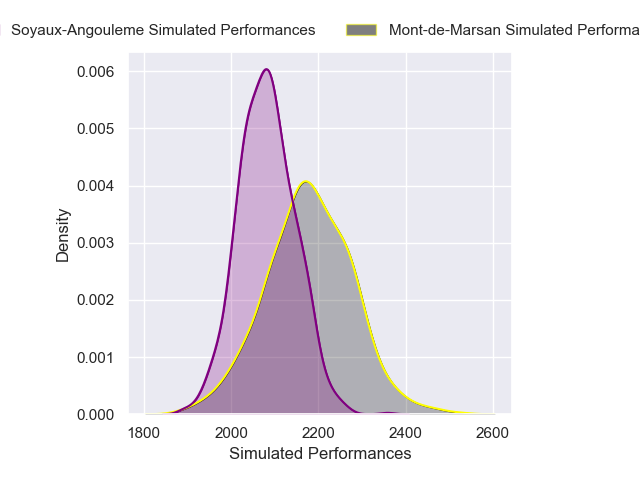 Soyaux-Angouleme Simulated Performances Mont-de-Marsan Simulated Performa
0.006
0.005
0.004
0.003
0.002
0.001
0.000
Density
1800 2000 2200 2400 2600
Simulated Performances